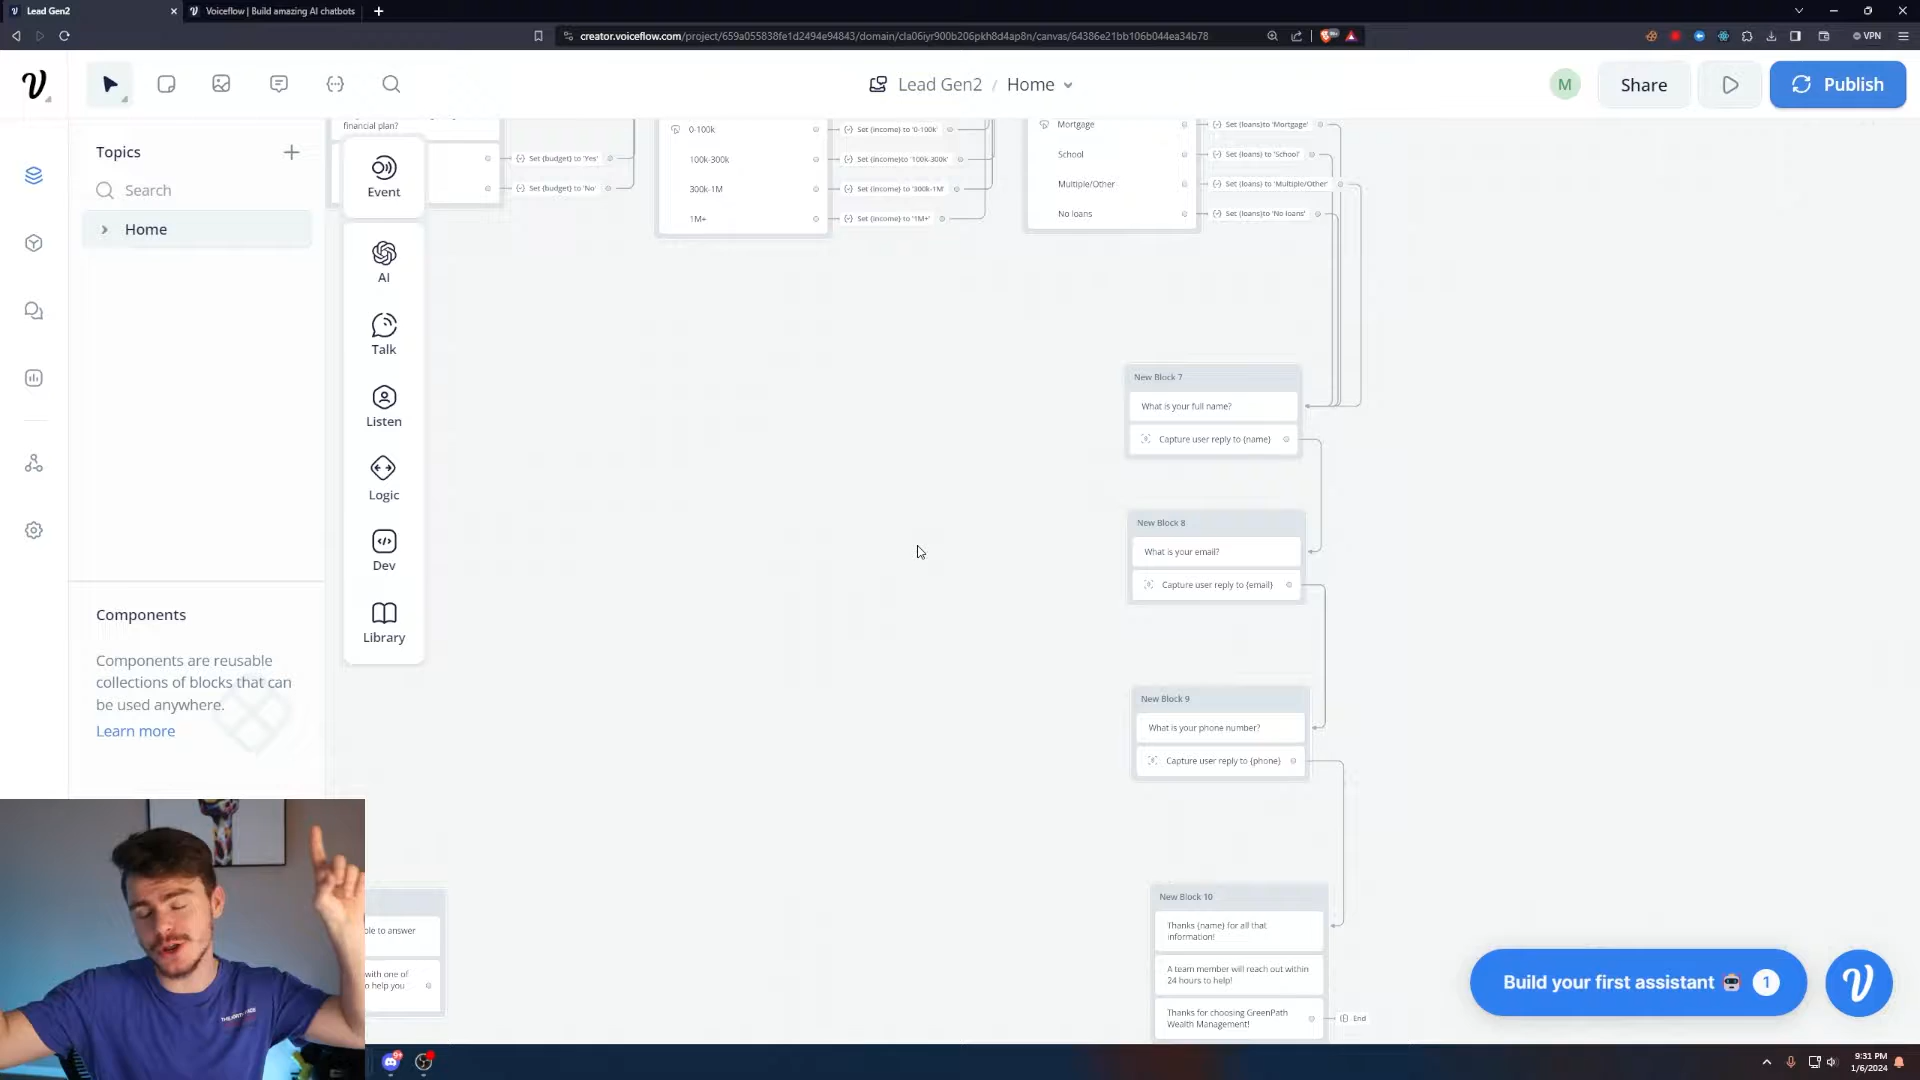 Lead Gen2
Voiceflow | Build amazing AI chatbots
creator.voiceflow.com/project/659a055838fe1d2494e94843/domain/cla06iyr900b206pkh8d4ap8n/canvas/64386e21bb106b044ea34b78
VPN
Lead Gen2 / Home
M
Share
Publish
Topics
Search
Home
Event
AI
Talk
Listen
Logic
Dev
Library
financial plan?
Set {budget} to 'Yes'
Set {budget} to 'No'
0-100k
Set {income} to '0-100k'
100k-300k
Set {income}to '100k-300k'
300k-1M
Set {income} to '300k-1M'
1M+
Set {income} to '1M+'
Mortgage
Set {loans}to 'Mortgage'
School
Set {loans} to 'School'
Multiple/Other
Set {loans} to 'Multiple/Other'
No loans
Set {loans}to 'No loans'
New Block 7
What is your full name?
Capture user reply to {name}
New Block 8
What is your email?
Capture user reply to {email}
New Block 9
What is your phone number?
Capture user reply to {phone}
New Block 10
Thanks {name} for all that
information!
A team member will reach out within
24 hours to help!
Thanks for choosing GreenPath
Wealth Management!
End
Components
Components are reusable
collections of blocks that can
be used anywhere.
Learn more
ble to answer
with one of
o help you
Build your first assistant 1
9:31 PM
1/6/2024